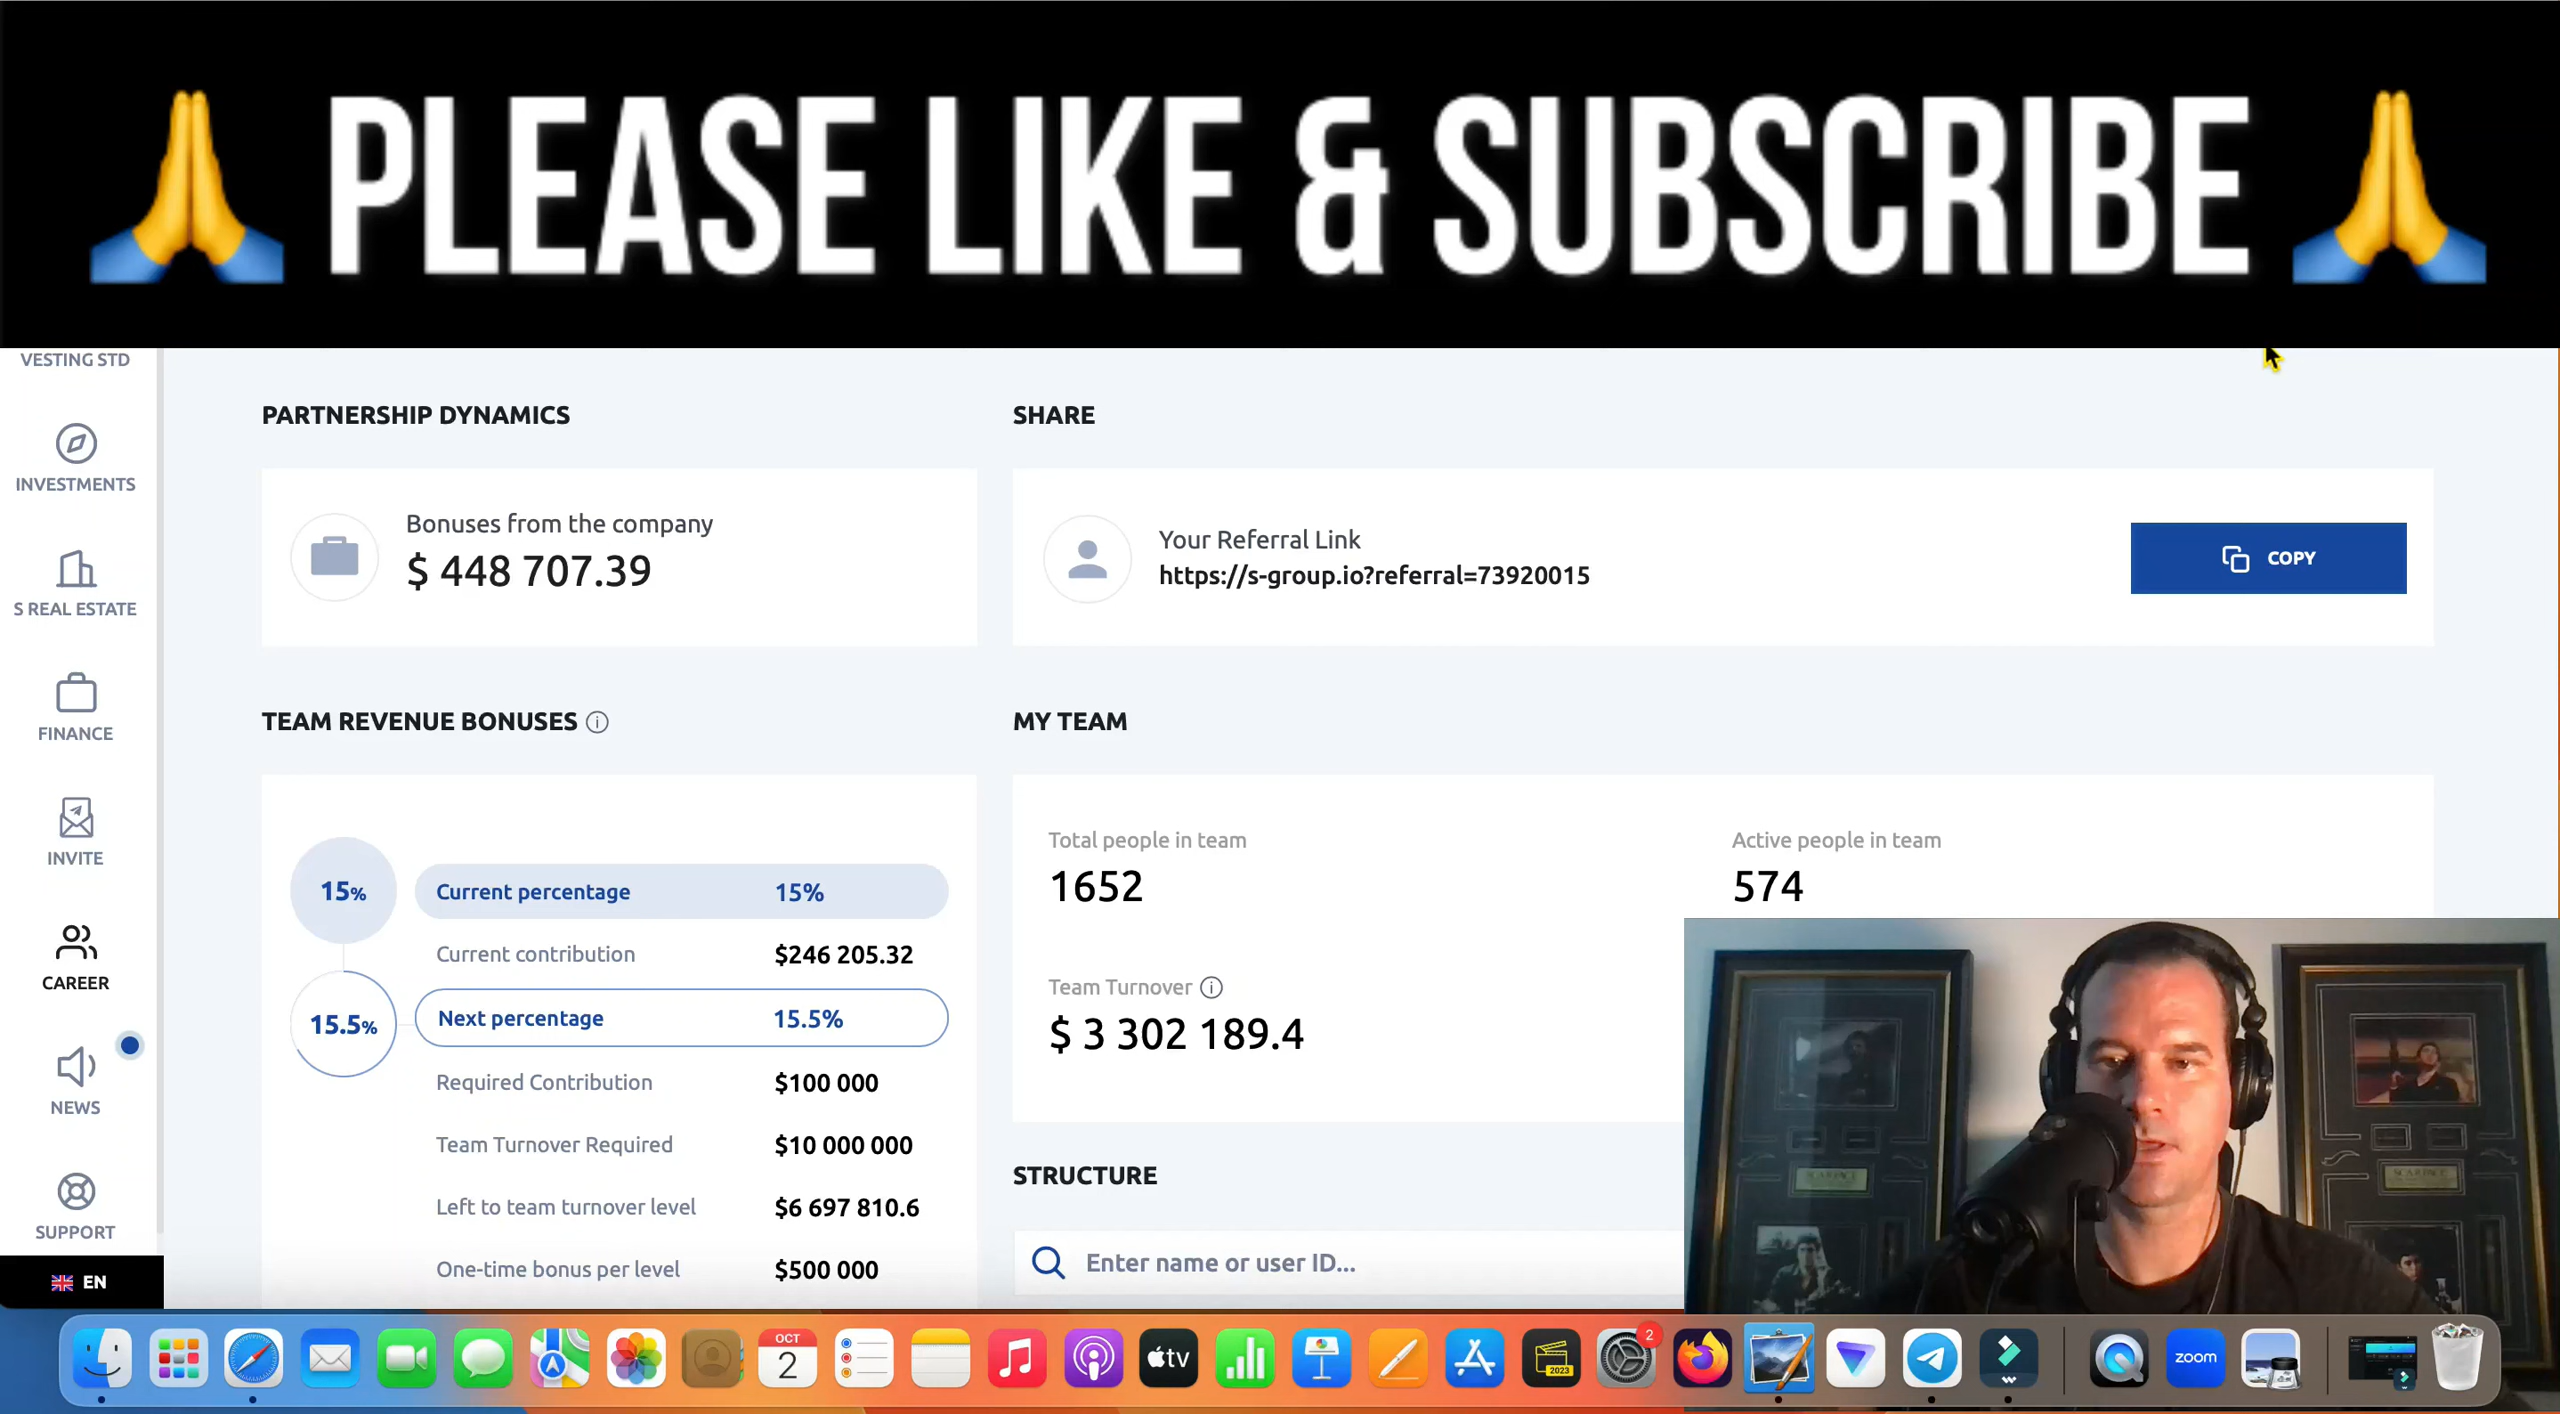 🙏 PLEASE LIKE & SUBSCRIBE 🙏
VESTING STD
INVESTMENTS
S REAL ESTATE
FINANCE
INVITE
CAREER
NEWS
SUPPORT
EN
PARTNERSHIP DYNAMICS
Bonuses from the company
$ 448 707.39
SHARE
Your Referral Link
https://s-group.io?referral=73920015
COPY
TEAM REVENUE BONUSES
15%
Current percentage 15%
Current contribution $246 205.32
15.5%
Next percentage 15.5%
Required Contribution $100 000
Team Turnover Required $10 000 000
Left to team turnover level $6 697 810.6
One-time bonus per level $500 000
MY TEAM
Total people in team
1652
Active people in team
574
Team Turnover
$ 3 302 189.4
STRUCTURE
Enter name or user ID...
SCARFACE
OCT
2
tv
2023
2
zoom